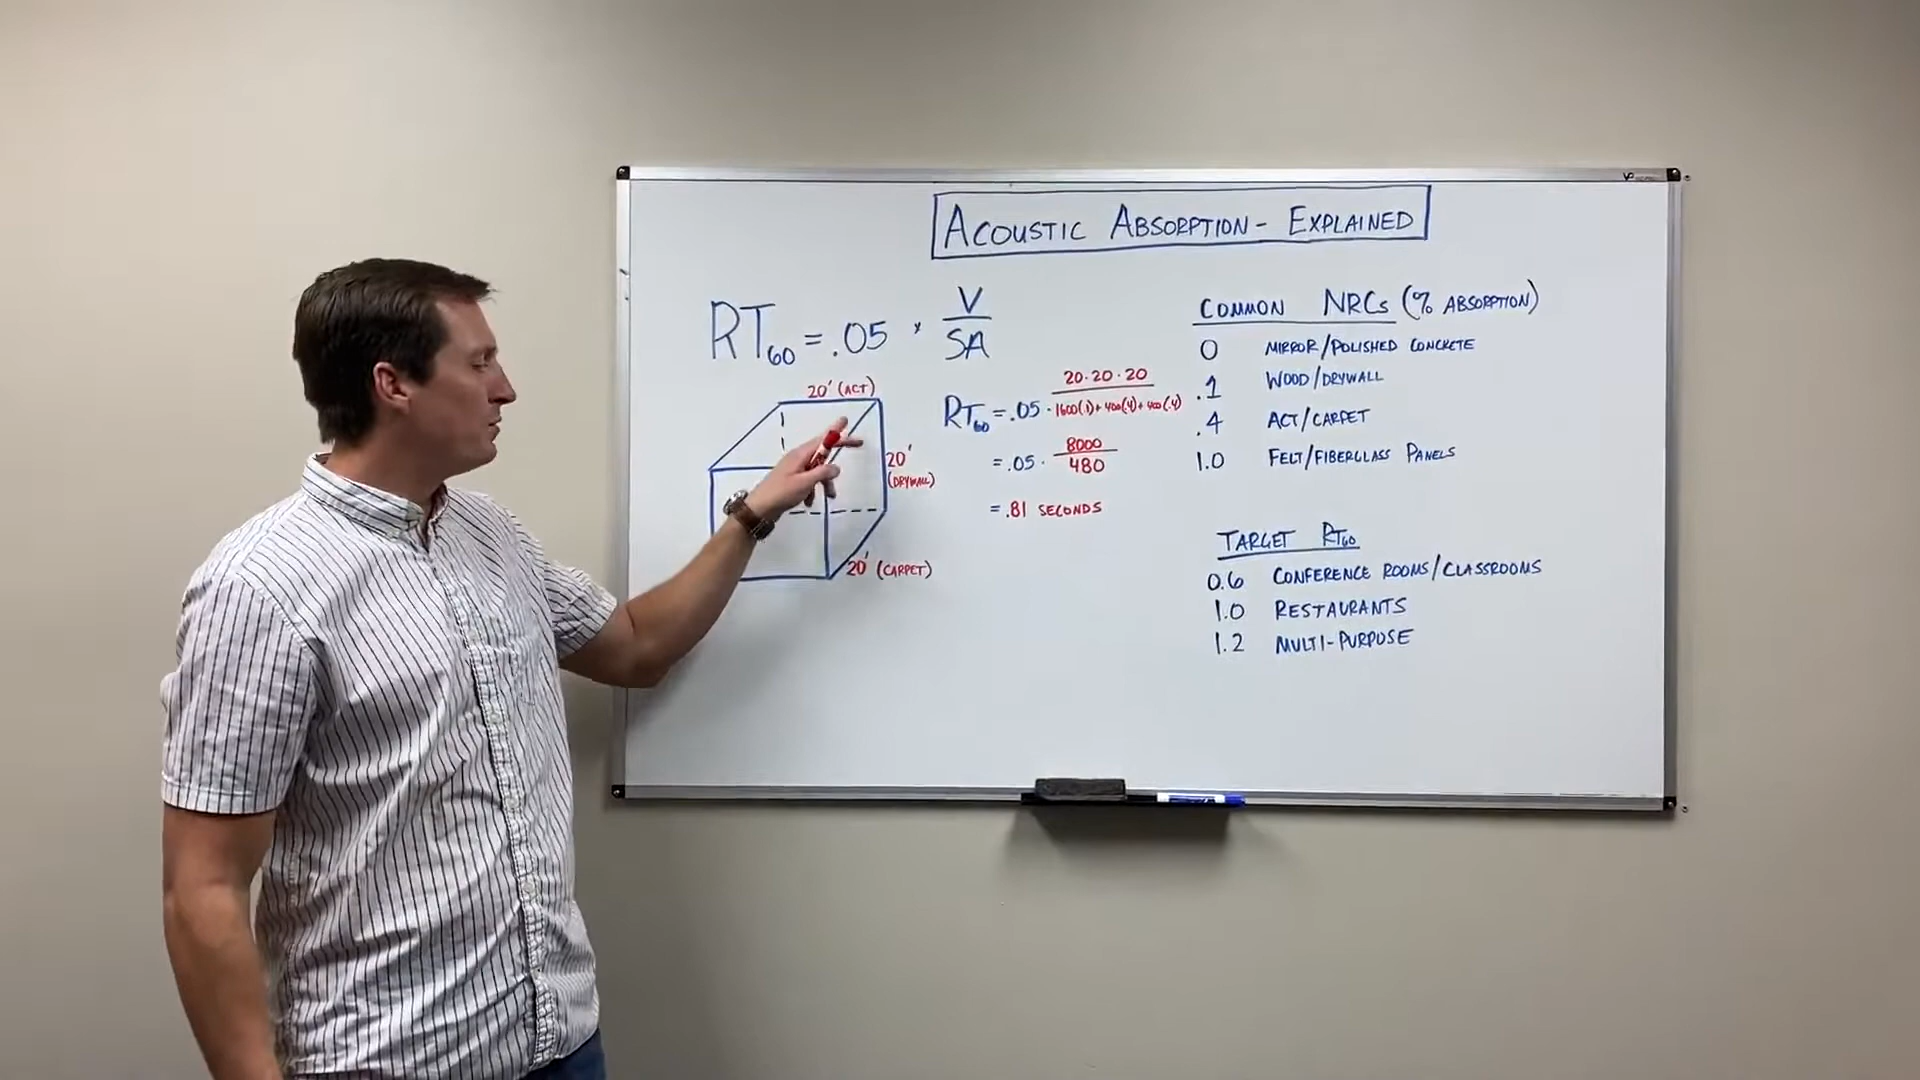 ACOUSTIC ABSORPTION - EXPLAINED
RT60 = .05 × V/SA
20' (ACT)
20' (DRYWALL)
20' (CARPET)
RT60 = .05 · 20·20·20 / 1600(.1)+400(.4)+400(.4)
= .05 · 8000/480
= .81 SECONDS
COMMON NRCs (% ABSORPTION)
0 MIRROR/POLISHED CONCRETE
.1 WOOD/DRYWALL
.4 ACT/CARPET
1.0 FELT/FIBERGLASS PANELS
TARGET RT60
0.6 CONFERENCE ROOMS/CLASSROOMS
1.0 RESTAURANTS
1.2 MULTI-PURPOSE